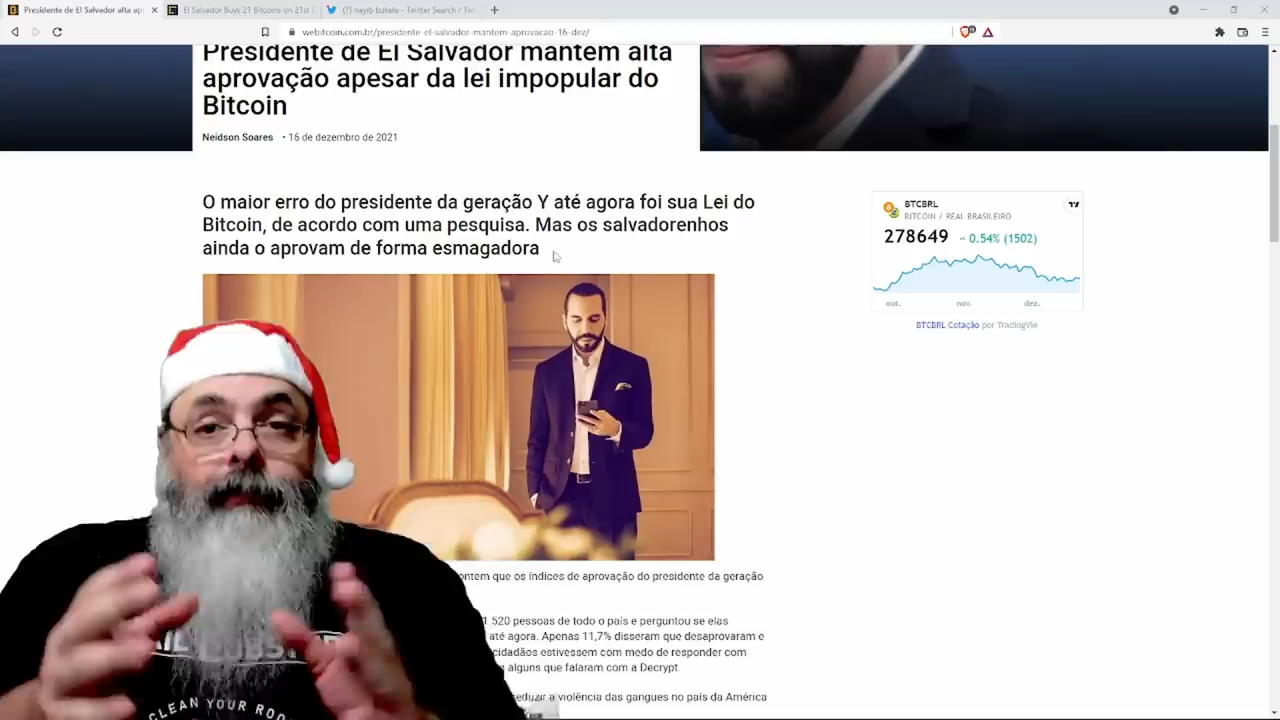 Presidente de El Salvador alta ap
El Salvador Buys 21 Bitcoins on 21st
(7) nayib bukele - Twitter Search / Tw
webitcoin.com.br/presidente-el-salvador-mantem-aprovacao-16-dez/
Presidente de El Salvador mantém alta
aprovação apesar da lei impopular do
Bitcoin
Neidson Soares • 16 de dezembro de 2021
O maior erro do presidente da geração Y até agora foi sua Lei do
Bitcoin, de acordo com uma pesquisa. Mas os salvadorenhos
ainda o aprovam de forma esmagadora
BTCBRL
BITCOIN / REAL BRASILEIRO
278649 0.54% (1502)
out. nov. dez.
BTCBRL Cotação por TradingVie
ontem que os índices de aprovação do presidente da geração
1 520 pessoas de todo o país e perguntou se elas
até agora. Apenas 11,7% disseram que desaprovaram e
cidadãos estivessem com medo de responder com
alguns que falaram com a Decrypt.
eduzir a violência das gangues no país da América
CLEAN YOUR ROO